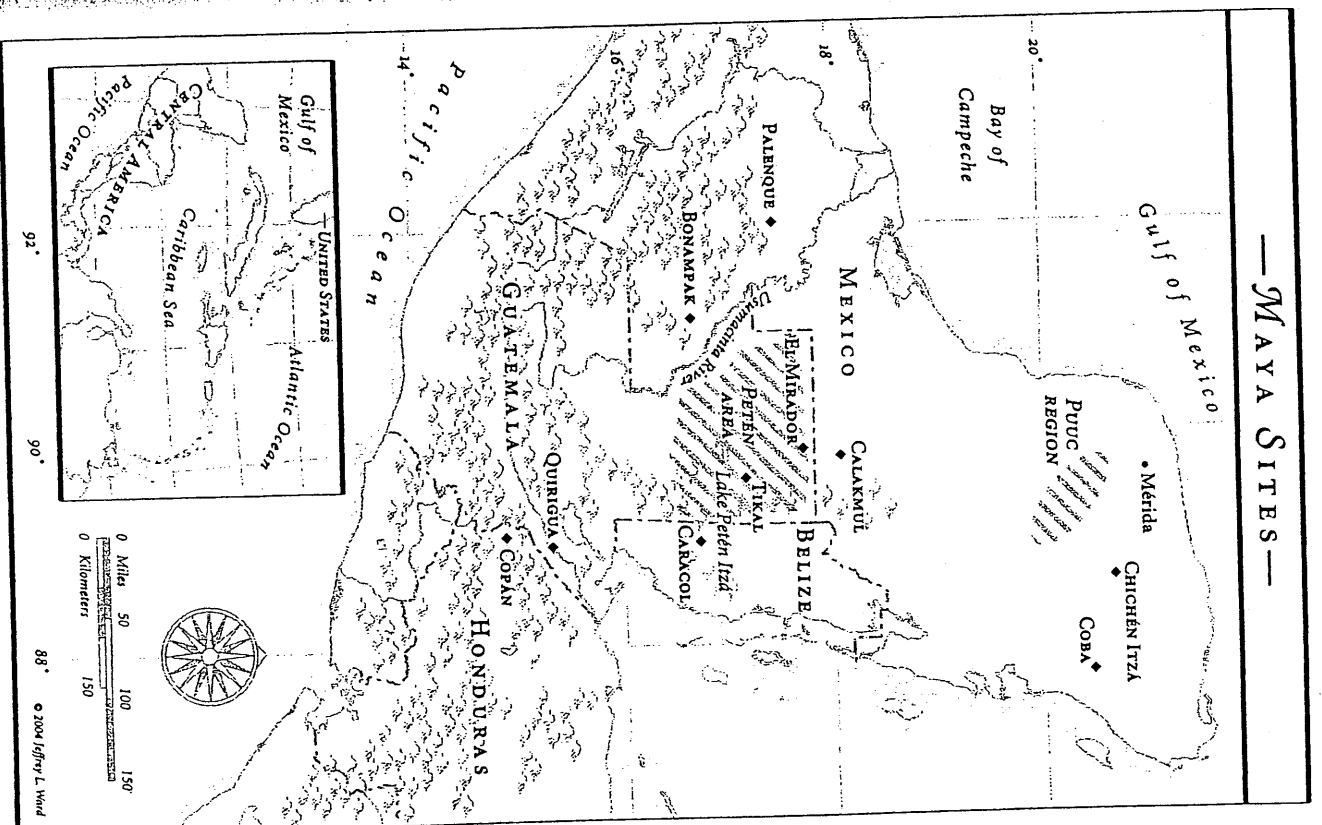 —MAYA SITES—
Gulf of Mexico
Bay of
Campeche
20°
18°
16°
14°
Mérida
PUUC
REGION
CHICHÉN ITZÁ
COBA
MEXICO
CALAKMUL
PALENQUE
BONAMPAK
Usumacinta River
EL MIRADOR
PETÉN
AREA
TIKAL
Lake Petén Itzá
BELIZE
CARACOL
GUATEMALA
QUIRIGUA
COPÁN
HONDURAS
Pacific Ocean
Gulf of
Mexico
UNITED STATES
Atlantic Ocean
CENTRAL AMERICA
Caribbean Sea
Pacific Ocean
0 Miles 50 100 150
0 Kilometers 150
92°
90°
88°
© 2004 Jeffrey L. Ward